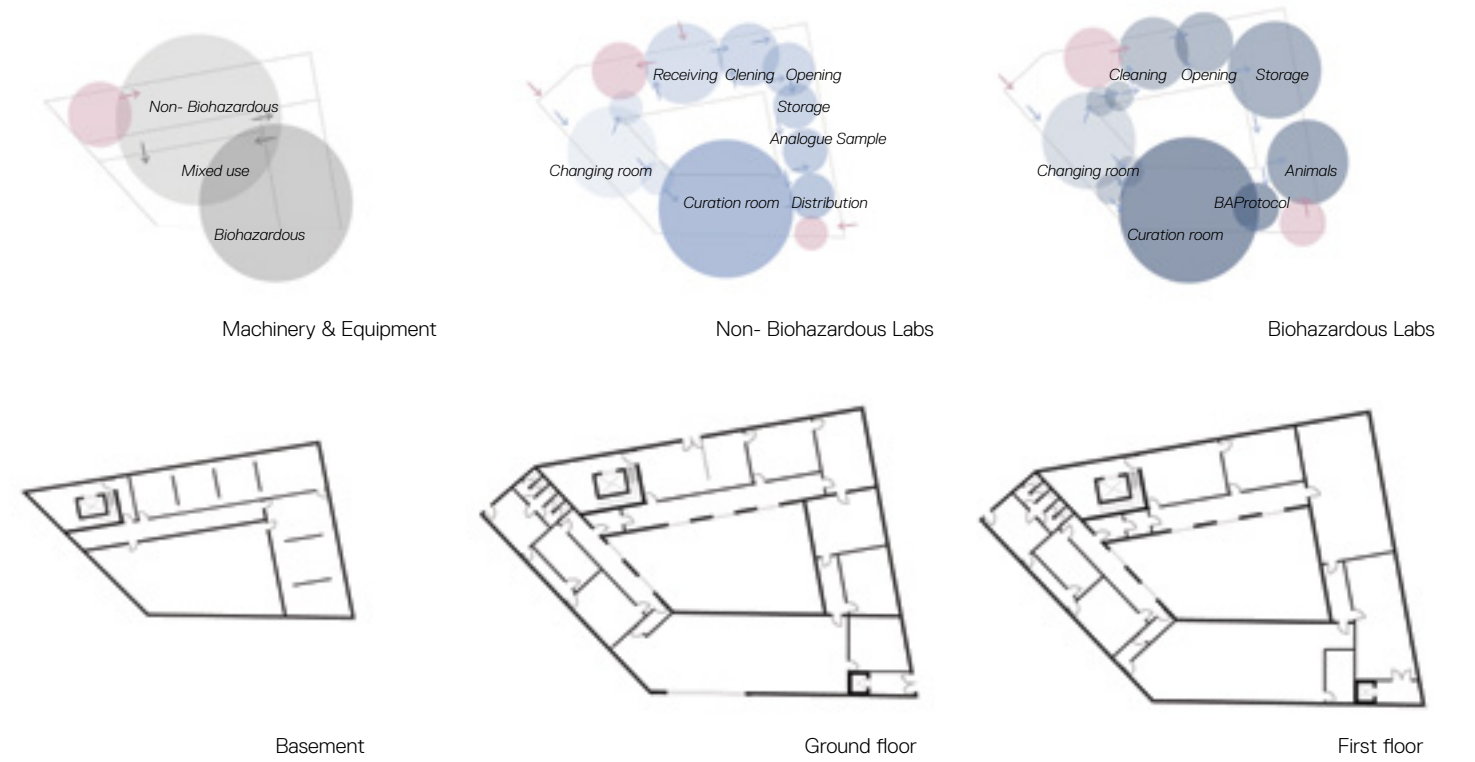 Non- Biohazardous
Mixed use
Biohazardous
Machinery & Equipment
Receiving Clening Opening
Storage
Analogue Sample
Changing room
Curation room Distribution
Non- Biohazardous Labs
Cleaning Opening Storage
Changing room Animals
BAProtocol
Curation room
Biohazardous Labs
Basement
Ground floor
First floor